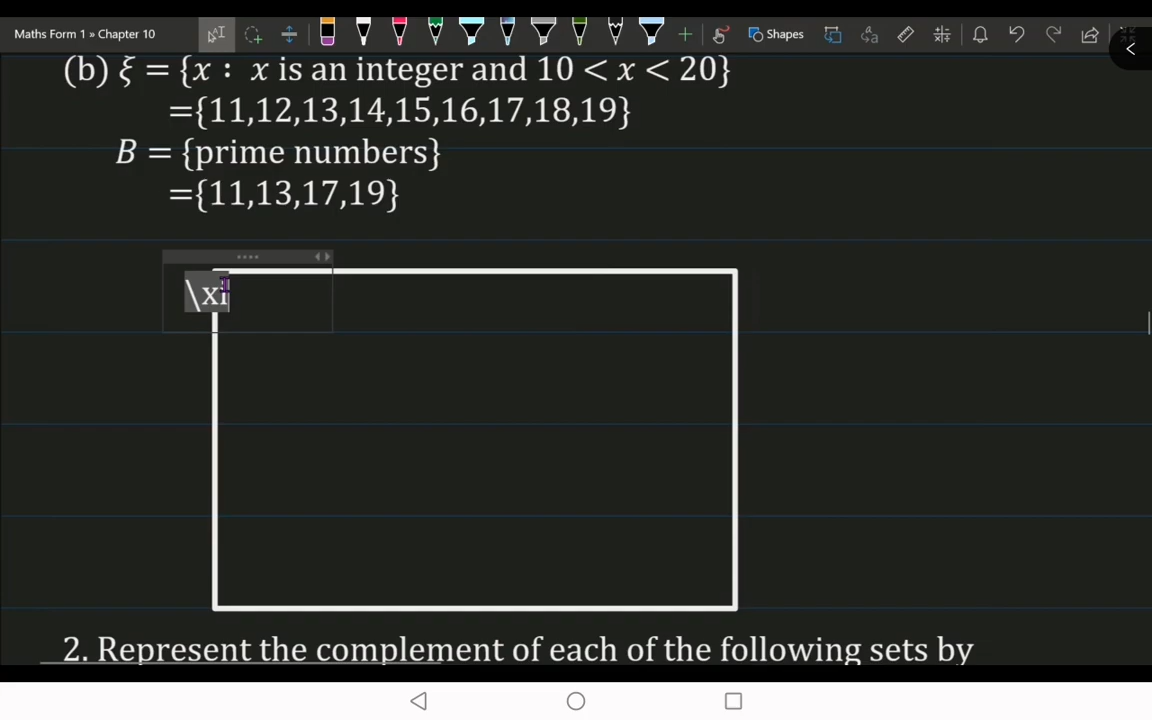 Maths Form 1 » Chapter 10
Shapes
(b) ξ = {x : x is an integer and 10 < x < 20}
={11,12,13,14,15,16,17,18,19}
B = {prime numbers}
={11,13,17,19}
\xi
2. Represent the complement of each of the following sets by